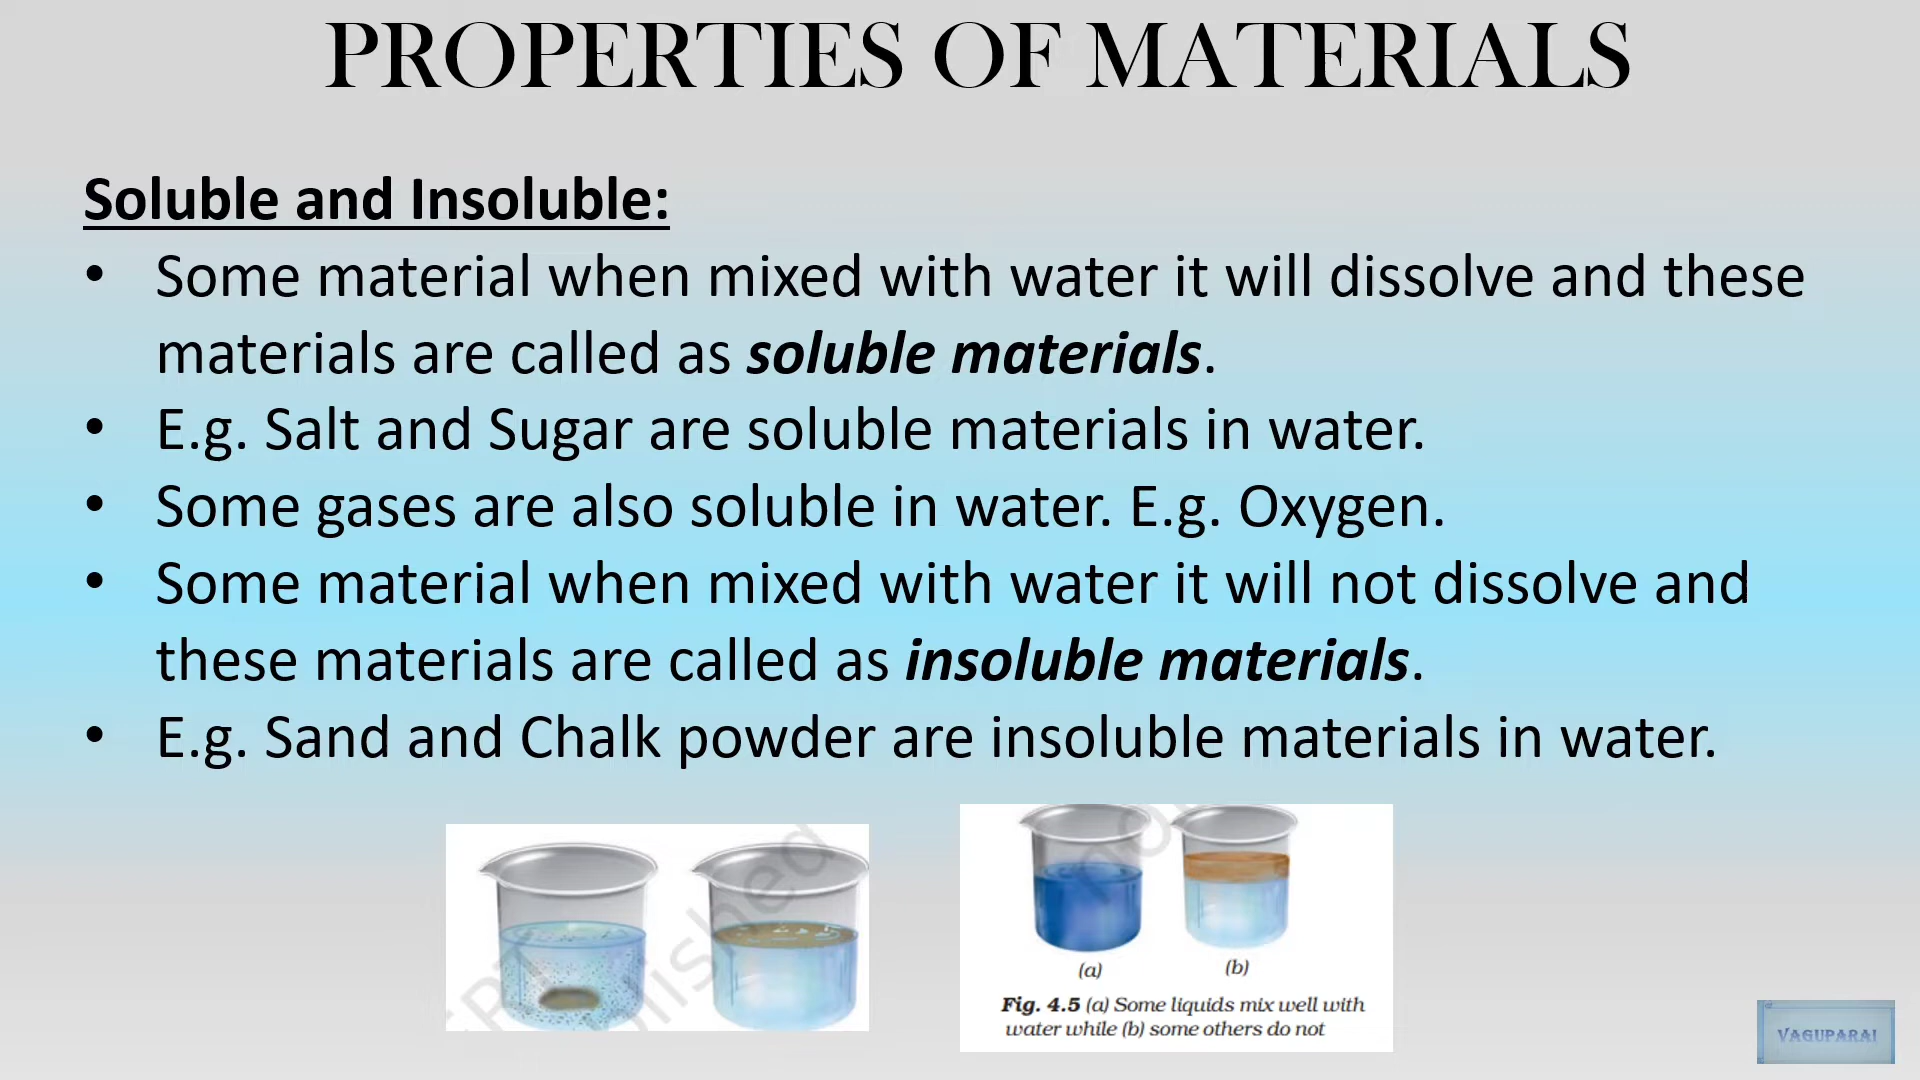 PROPERTIES OF MATERIALS
Soluble and Insoluble:
• Some material when mixed with water it will dissolve and these
materials are called as soluble materials.
• E.g. Salt and Sugar are soluble materials in water.
• Some gases are also soluble in water. E.g. Oxygen.
• Some material when mixed with water it will not dissolve and
these materials are called as insoluble materials.
• E.g. Sand and Chalk powder are insoluble materials in water.
(a) (b)
Fig. 4.5 (a) Some liquids mix well with
water while (b) some others do not
VAGUPARAI